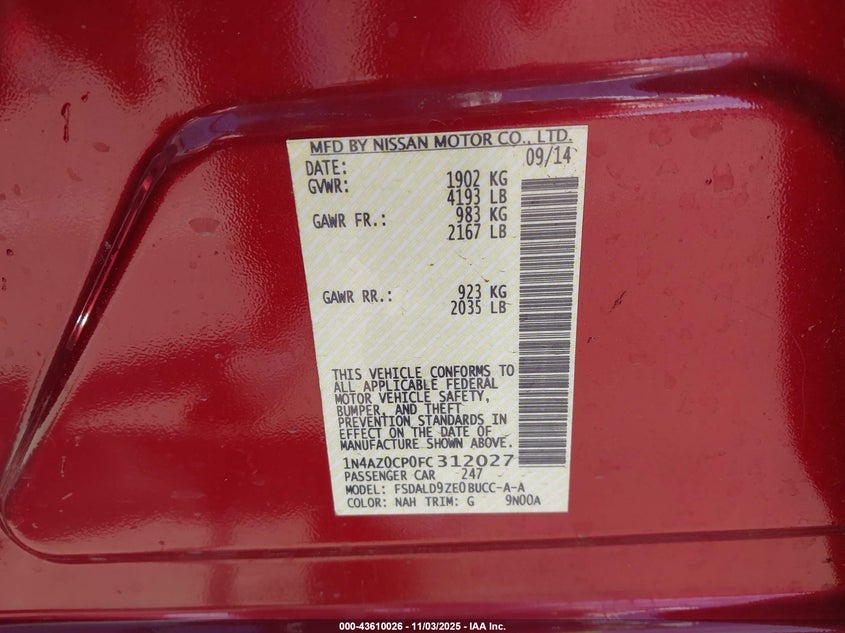 MFD BY NISSAN MOTOR CO., LTD.
DATE: 09/14
GVWR: 1902 KG
4193 LB
GAWR FR.: 983 KG
2167 LB
GAWR RR.: 923 KG
2035 LB
THIS VEHICLE CONFORMS TO
ALL APPLICABLE FEDERAL
MOTOR VEHICLE SAFETY,
BUMPER, AND THEFT
PREVENTION STANDARDS IN
EFFECT ON THE DATE OF
MANUFACTURE SHOWN ABOVE.
1N4AZ0CP0FC312027
PASSENGER CAR 247
MODEL: FSDALD9ZE0BUCC-A-A
COLOR: NAH TRIM: G 9N00A
000-43610026 - 11/03/2025 - IAA Inc.